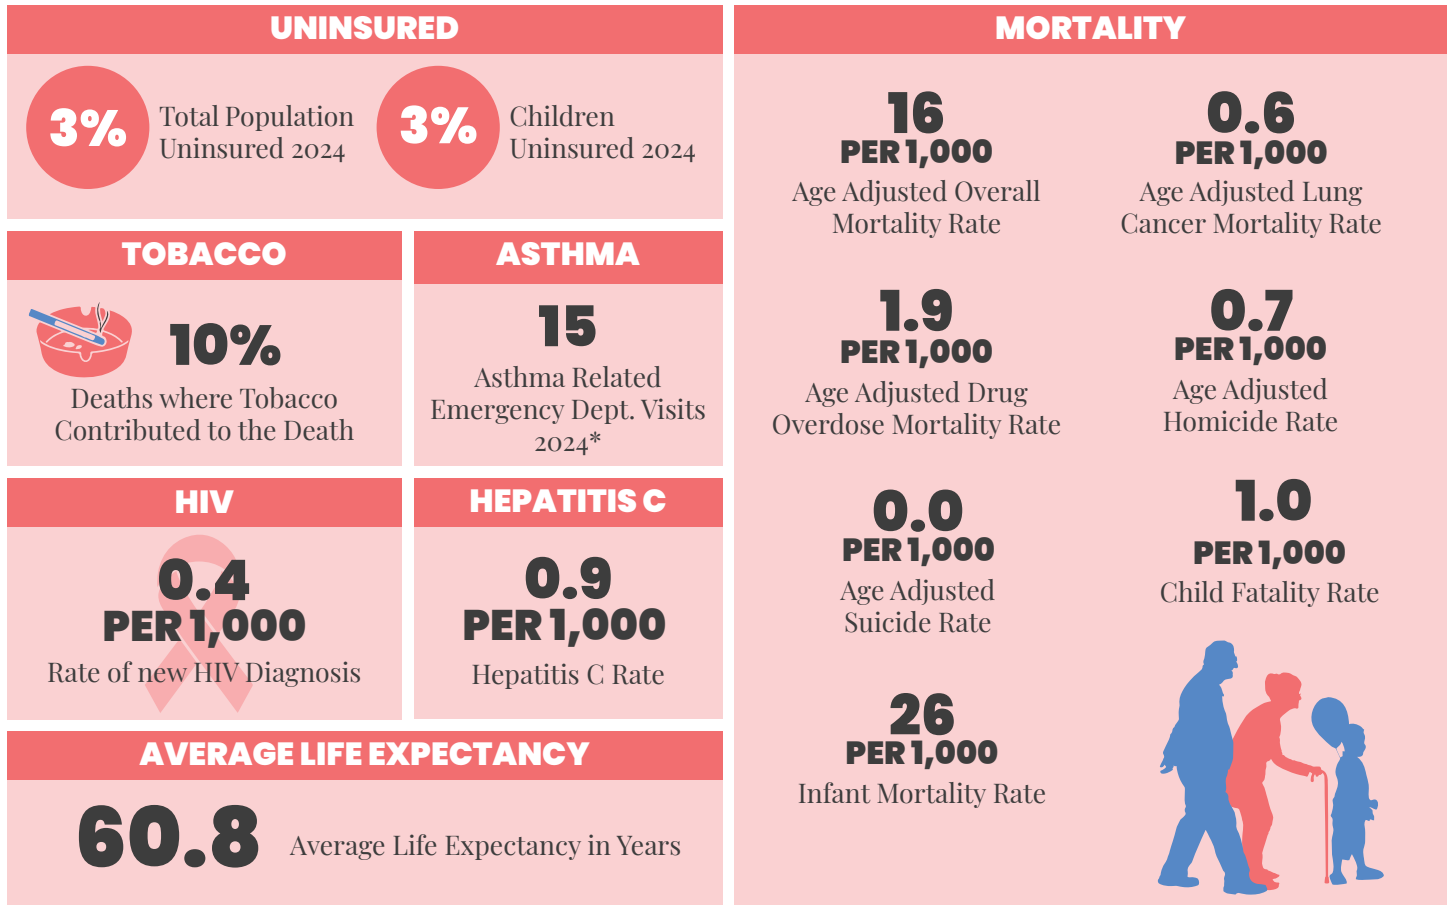 UNINSURED
3%
Total Population
Uninsured 2024
3%
Children
Uninsured 2024
TOBACCO
10%
Deaths where Tobacco
Contributed to the Death
ASTHMA
15
Asthma Related
Emergency Dept. Visits
2024*
HIV
0.4
PER 1,000
Rate of new HIV Diagnosis
HEPATITIS C
0.9
PER 1,000
Hepatitis C Rate
AVERAGE LIFE EXPECTANCY
60.8
Average Life Expectancy in Years
MORTALITY
16
PER 1,000
Age Adjusted Overall
Mortality Rate
0.6
PER 1,000
Age Adjusted Lung
Cancer Mortality Rate
1.9
PER 1,000
Age Adjusted Drug
Overdose Mortality Rate
0.7
PER 1,000
Age Adjusted
Homicide Rate
0.0
PER 1,000
Age Adjusted
Suicide Rate
1.0
PER 1,000
Child Fatality Rate
26
PER 1,000
Infant Mortality Rate